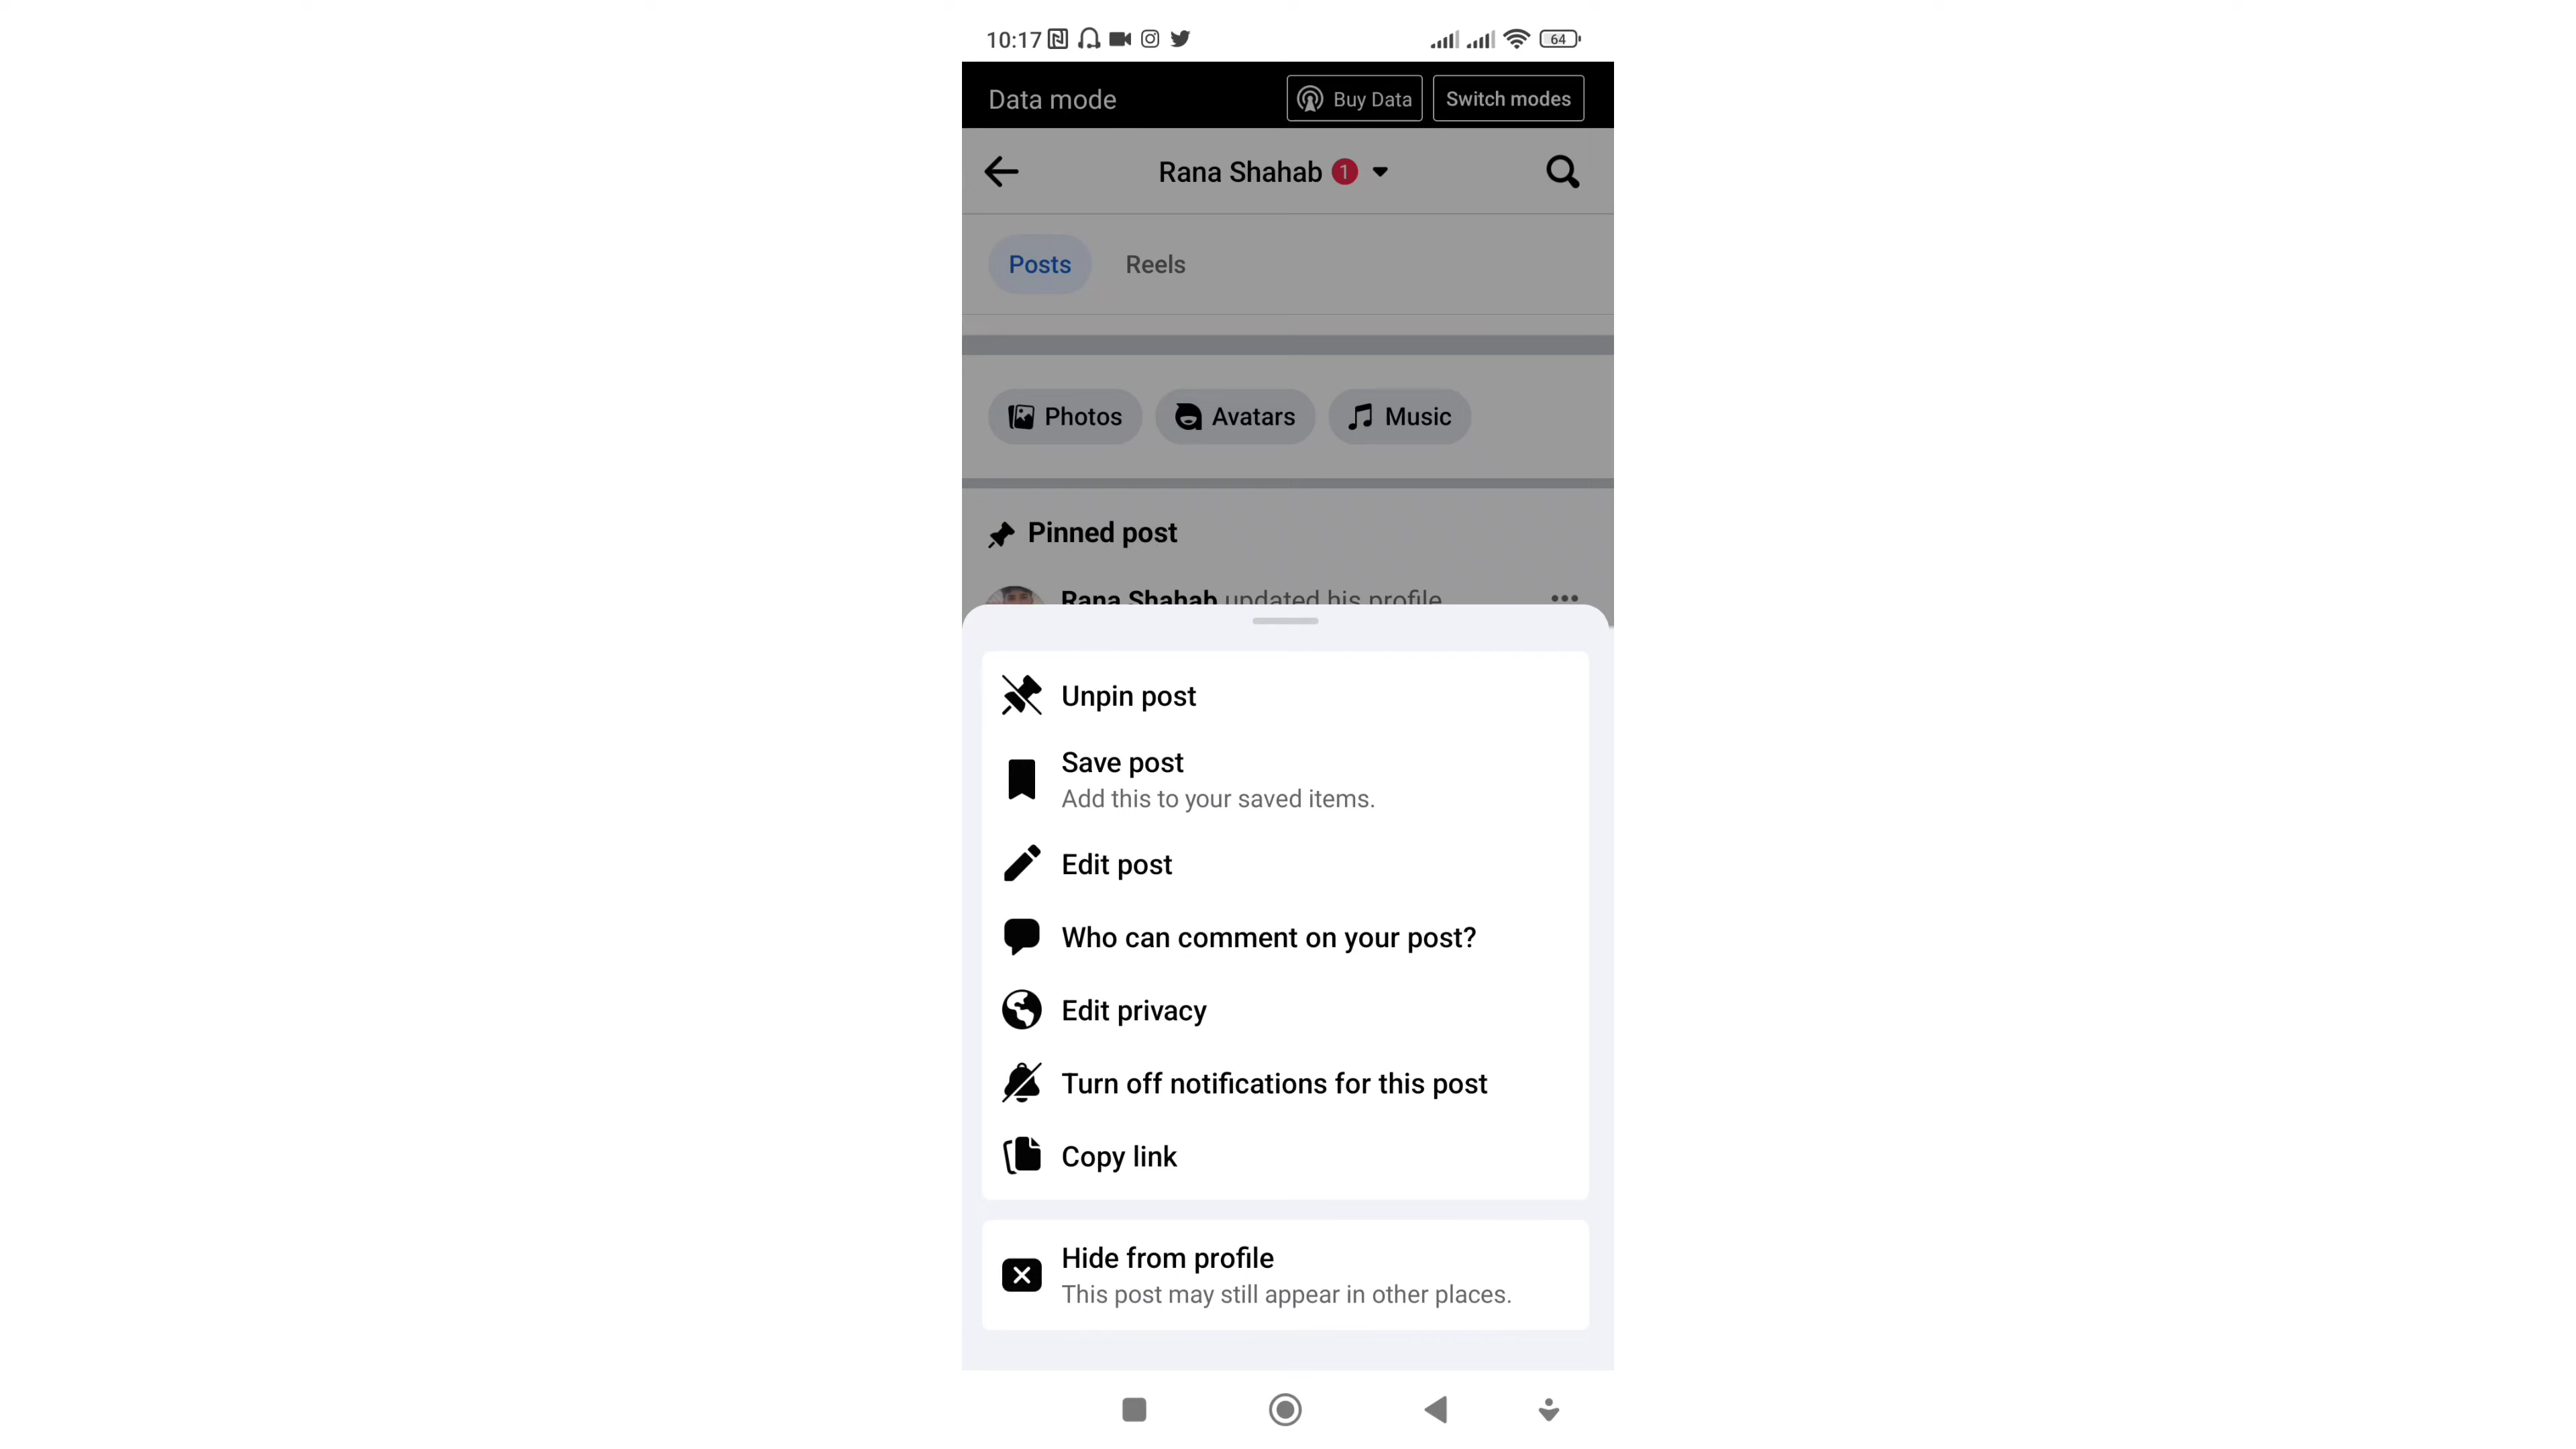 10:17 64
Data mode Buy Data Switch modes
Rana Shahab 1
Posts Reels
Photos Avatars Music
Pinned post
Rana Shahab updated his profile
Unpin post
Save post
Add this to your saved items.
Edit post
Who can comment on your post?
Edit privacy
Turn off notifications for this post
Copy link
Hide from profile
This post may still appear in other places.